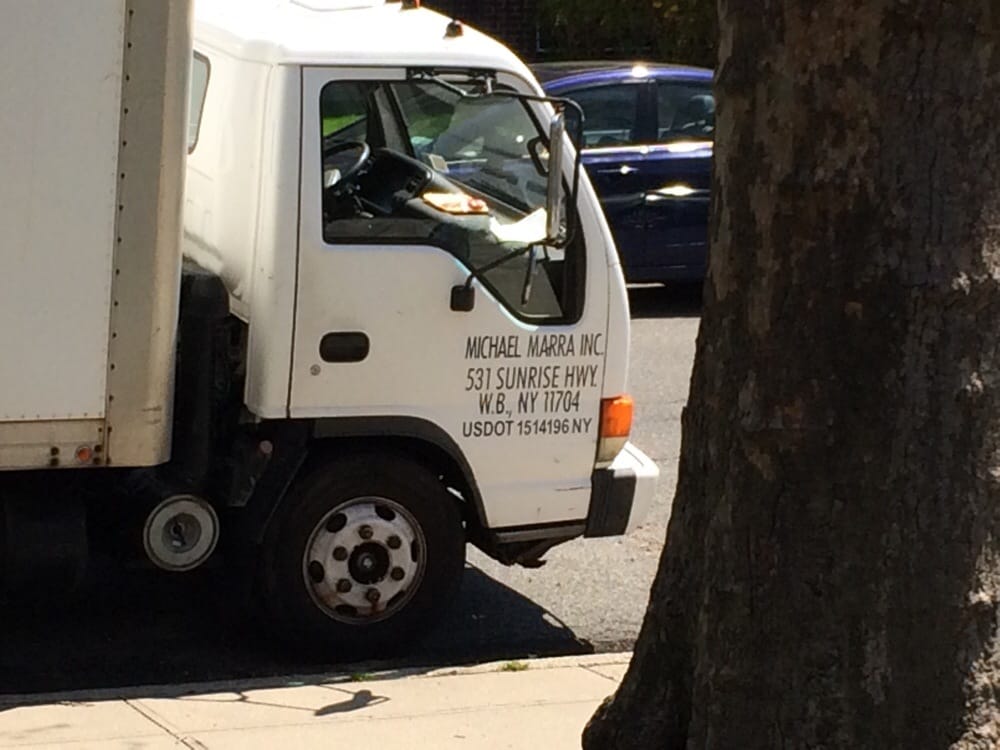 MICHAEL MARRA INC.
531 SUNRISE HWY.
W.B., NY 11704
USDOT 1514196 NY